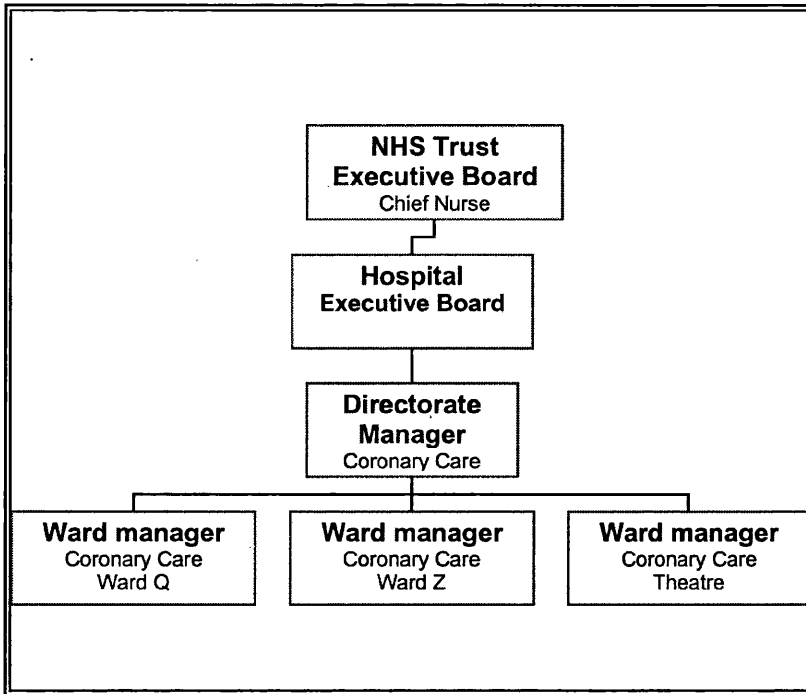 NHS Trust
Executive Board
Chief Nurse
Hospital
Executive Board
Directorate
Manager
Coronary Care
Ward manager
Coronary Care
Ward Q
Ward manager
Coronary Care
Ward Z
Ward manager
Coronary Care
Theatre